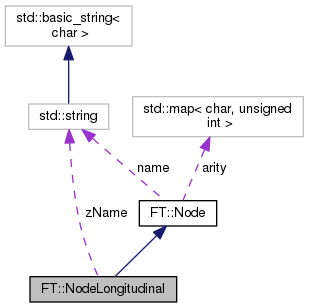 std::basic_string<
char >
std::string
std::map< char, unsigned
int >
name
arity
zName
FT::Node
FT::NodeLongitudinal